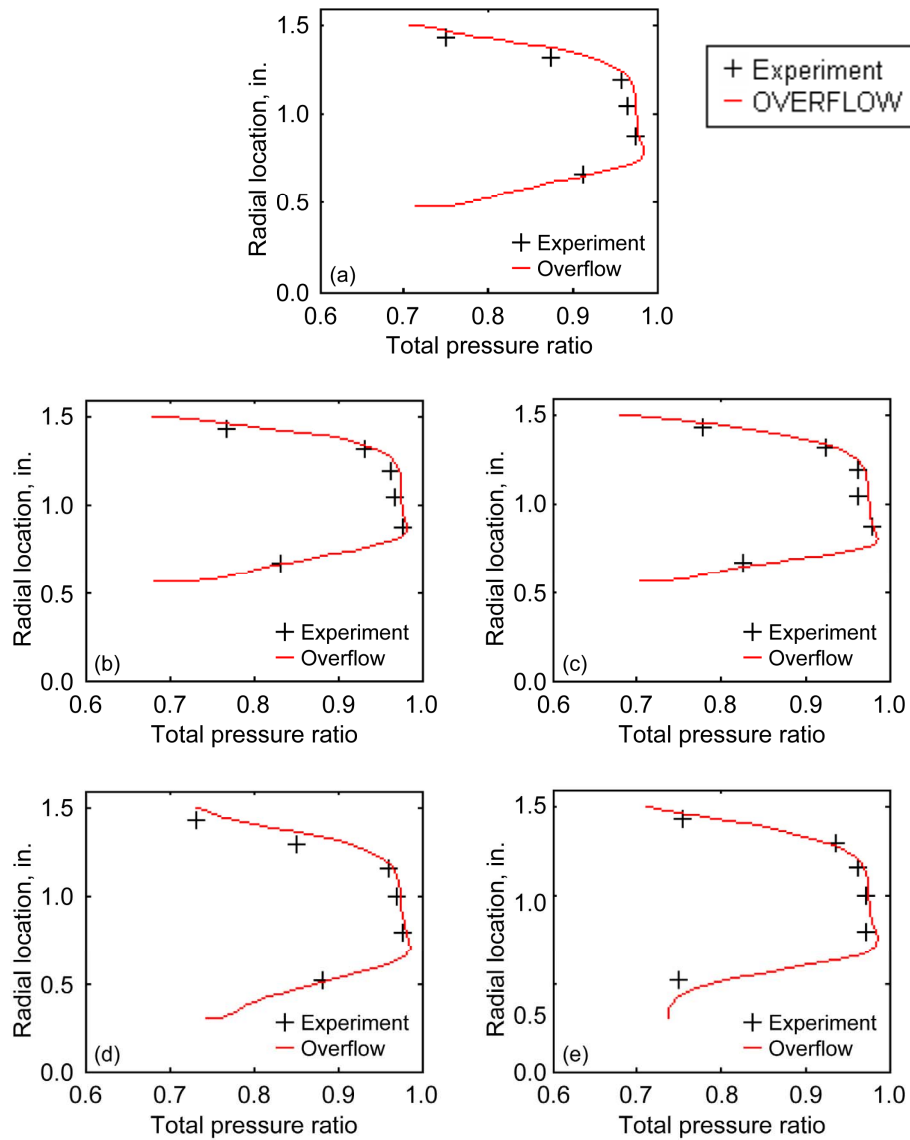 1.5
1.0
0.5
0.0
Radial location, in.
Experiment
Overflow
(a)
0.6 0.7 0.8 0.9 1.0
Total pressure ratio
Experiment
OVERFLOW
1.5
1.0
0.5
0.0
Radial location, in.
Experiment
Overflow
(b)
0.6 0.7 0.8 0.9 1.0
Total pressure ratio
1.5
1.0
0.5
0.0
Radial location, in.
Experiment
Overflow
(c)
0.6 0.7 0.8 0.9 1.0
Total pressure ratio
1.5
1.0
0.5
0.0
Radial location, in.
Experiment
Overflow
(d)
0.6 0.7 0.8 0.9 1.0
Total pressure ratio
1.5
1.0
0.5
0.0
Radial location, in.
Experiment
Overflow
(e)
0.6 0.7 0.8 0.9 1.0
Total pressure ratio